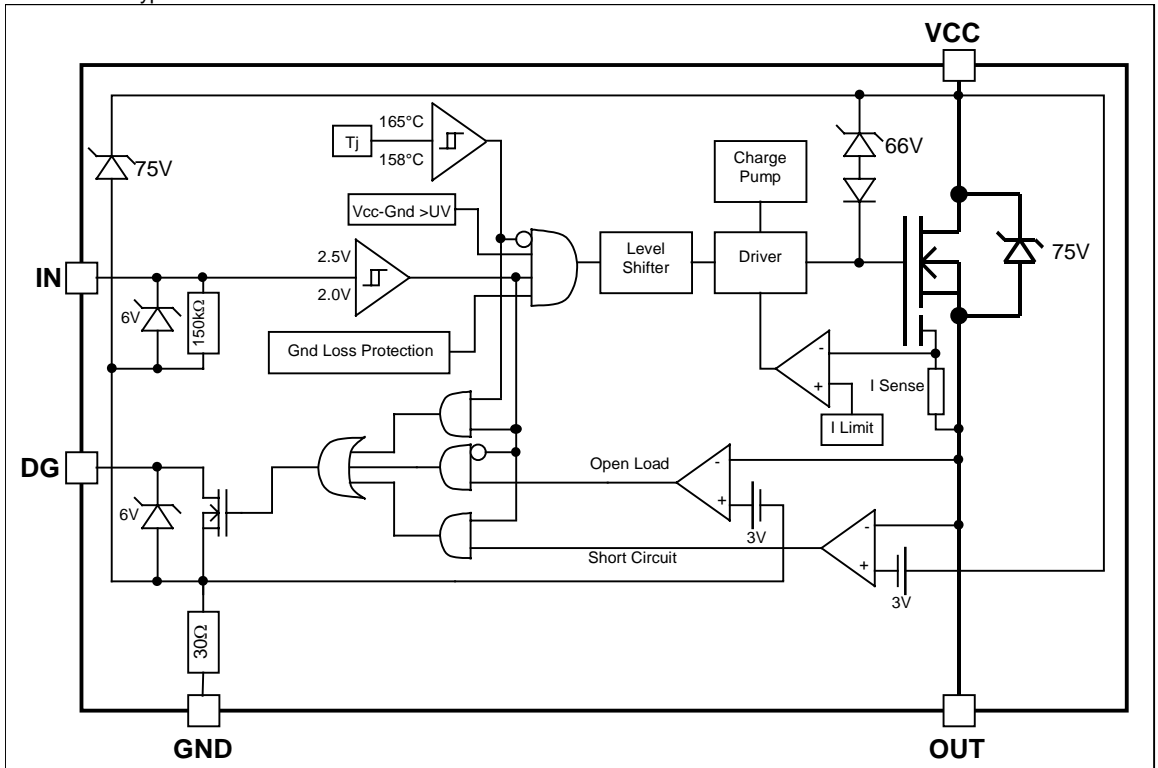 VCC
165°C
Tj
158°C
75V
66V
Charge
Pump
Vcc-Gnd >UV
Level
Shifter
Driver
75V
2.5V
IN
2.0V
6V
150kΩ
Gnd Loss Protection
-
+
I Sense
I Limit
DG
Open Load
-
+
3V
6V
-
+
Short Circuit
3V
30Ω
GND
OUT